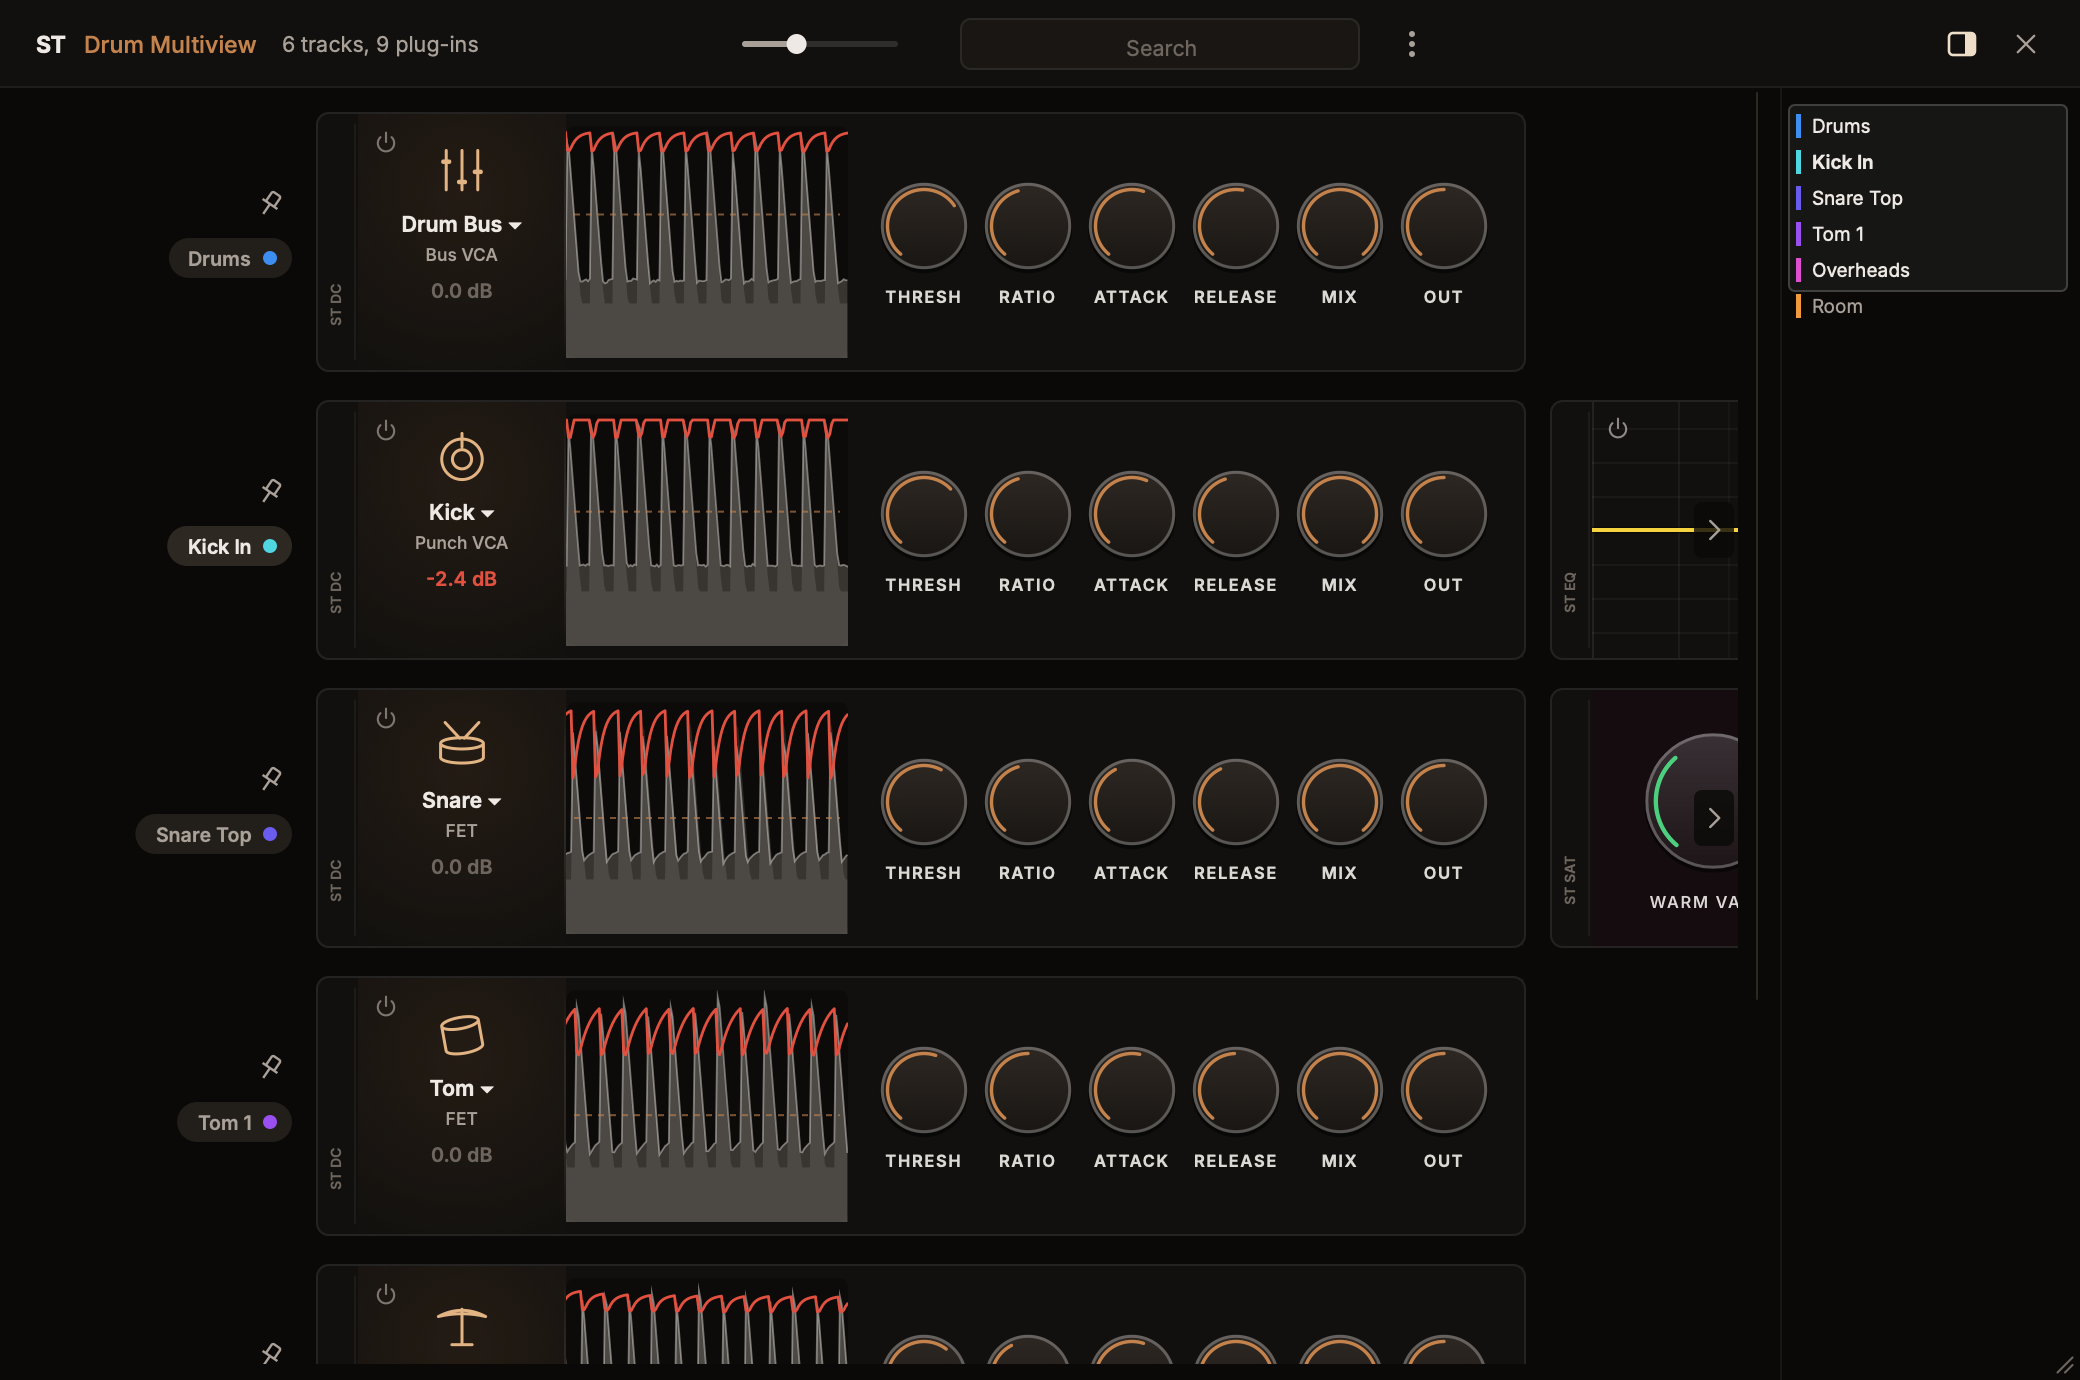 ST Drum Multiview 6 tracks, 9 plug-ins Search
Drums
ST DC
Drum Bus
Bus VCA
0.0 dB
THRESH RATIO ATTACK RELEASE MIX OUT
Kick In
ST DC
Kick
Punch VCA
-2.4 dB
THRESH RATIO ATTACK RELEASE MIX OUT
ST EQ
Snare Top
ST DC
Snare
FET
0.0 dB
THRESH RATIO ATTACK RELEASE MIX OUT
ST SAT
WARM VA
Tom 1
ST DC
Tom
FET
0.0 dB
THRESH RATIO ATTACK RELEASE MIX OUT
Drums
Kick In
Snare Top
Tom 1
Overheads
Room